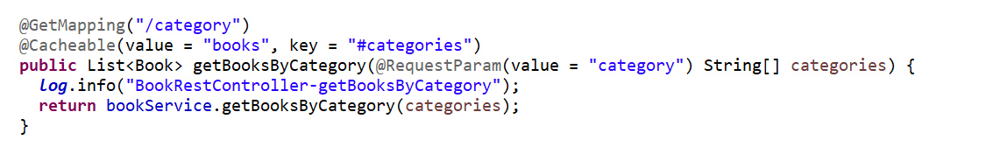 @GetMapping("/category")
@Cacheable(value = "books", key = "#categories")
public List<Book> getBooksByCategory(@RequestParam(value = "category") String[] categories) {
  log.info("BookRestController-getBooksByCategory");
  return bookService.getBooksByCategory(categories);
}